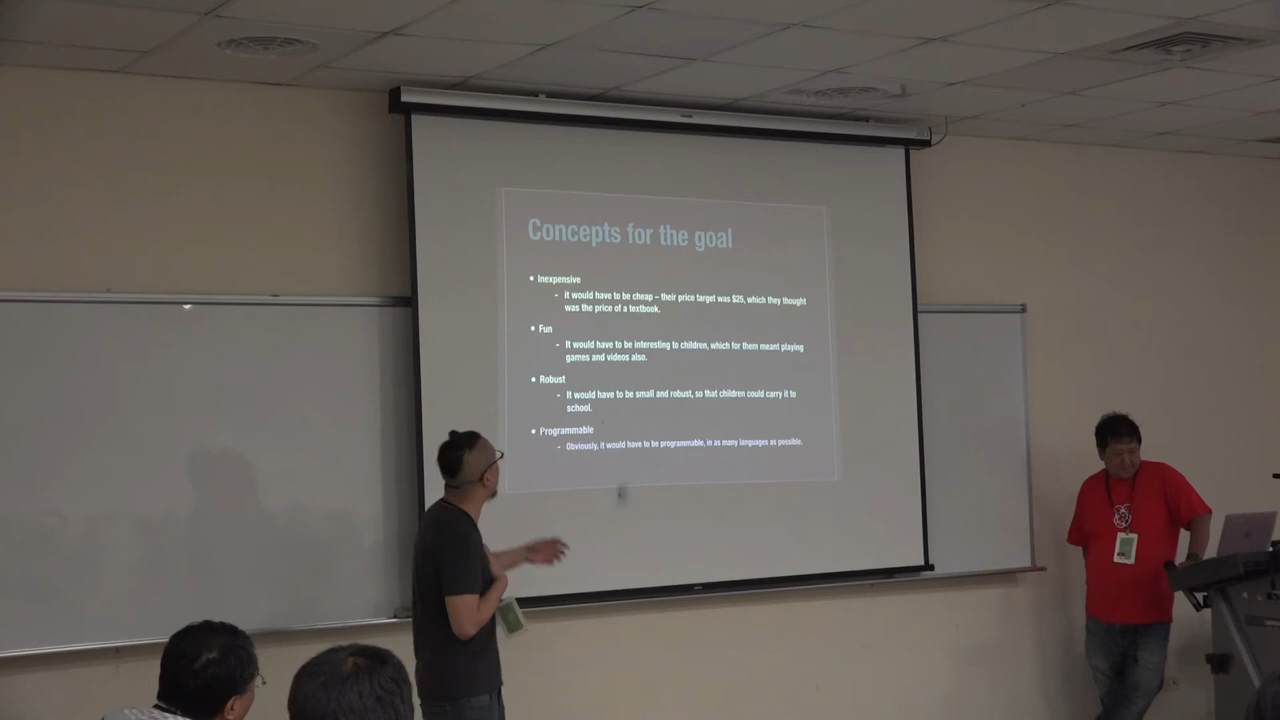 Concepts for the goal
• Inexpensive
- it would have to be cheap – their price target was $25, which they thought
was the price of a textbook.
• Fun
- It would have to be interesting to children, which for them meant playing
games and videos also.
• Robust
- It would have to be small and robust, so that children could carry it to
school.
• Programmable
- Obviously, it would have to be programmable, in as many languages as possible.